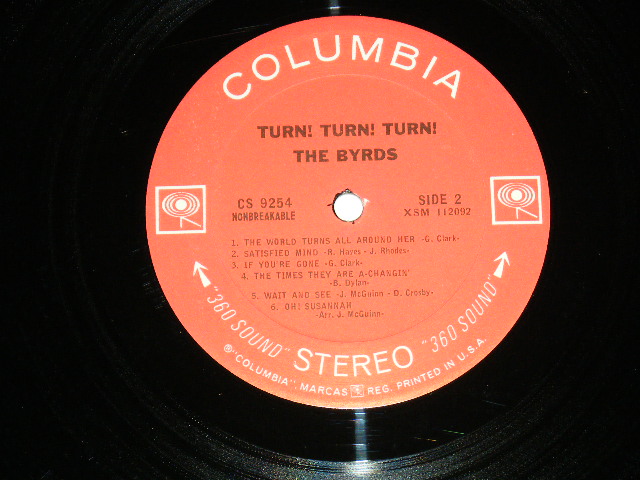 COLUMBIA
TURN! TURN! TURN!
THE BYRDS
CS 9254
NONBREAKABLE
SIDE 2
XSM 112092
1. THE WORLD TURNS ALL AROUND HER -G. Clark-
2. SATISFIED MIND -R. Hayes - J. Rhodes-
3. IF YOU'RE GONE -G. Clark-
4. THE TIMES THEY ARE A-CHANGIN'
-B. Dylan-
5. WAIT AND SEE -J. McGuinn - D. Crosby-
6. OH! SUSANNAH
-Arr. J. McGuinn-
"360 SOUND" STEREO "360 SOUND"
® "COLUMBIA" MARCAS REG. PRINTED IN U.S.A.